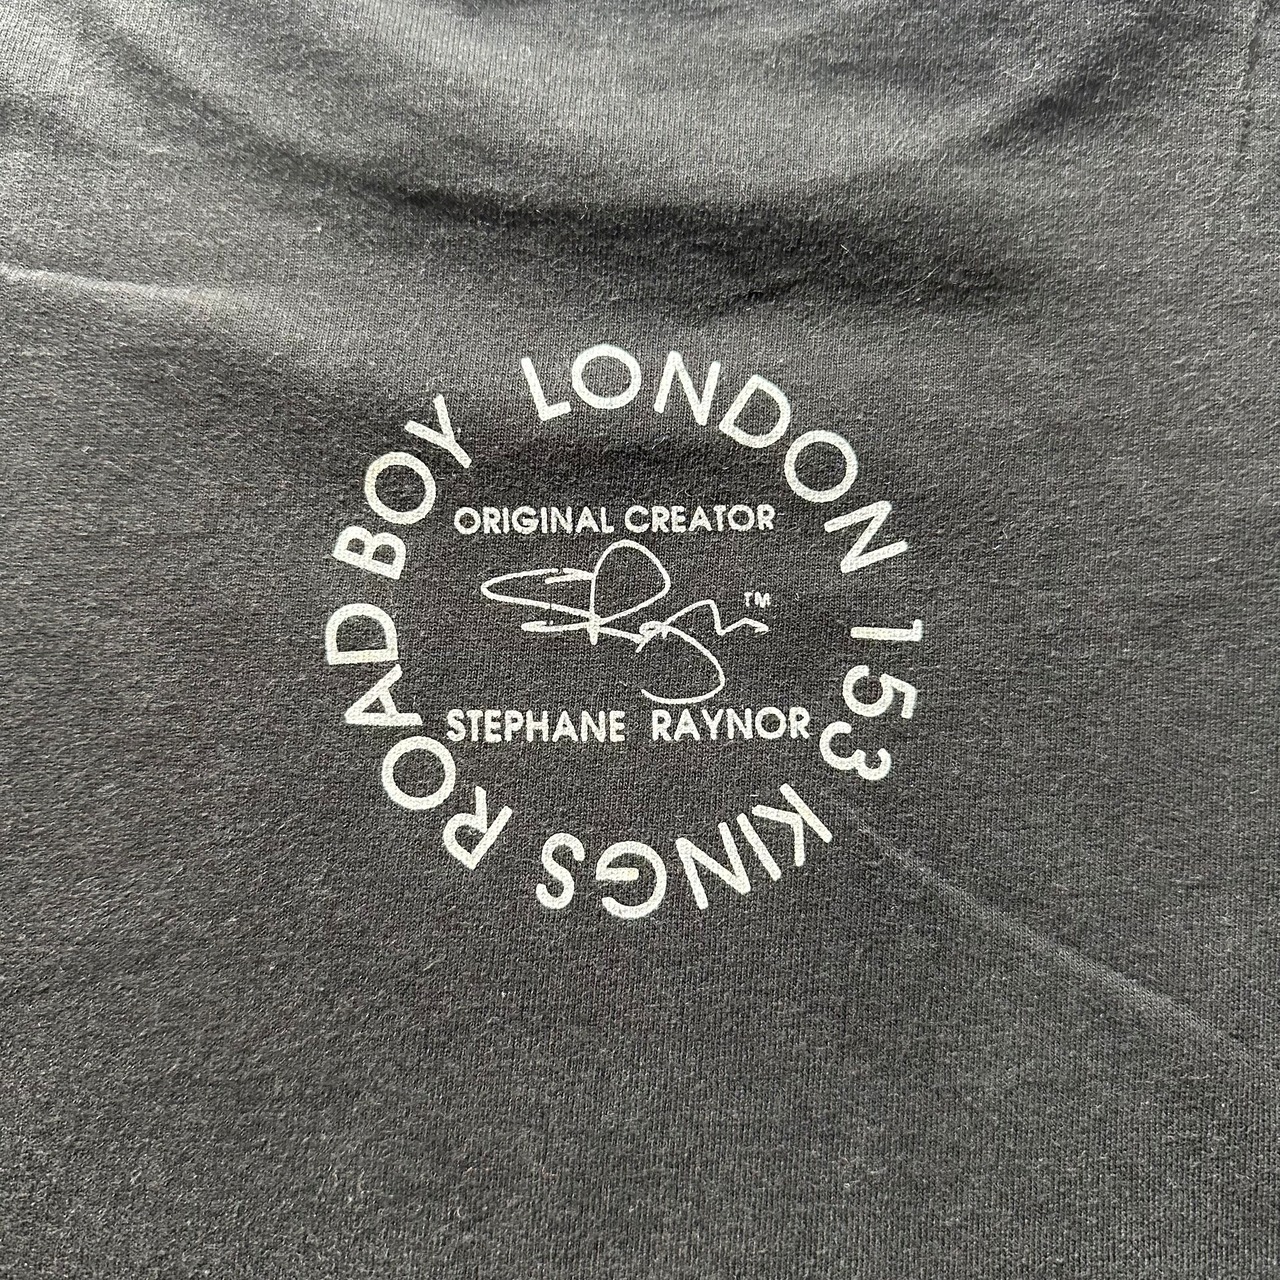 BOY LONDON 153 KINGS ROAD
ORIGINAL CREATOR
TM
STEPHANE RAYNOR